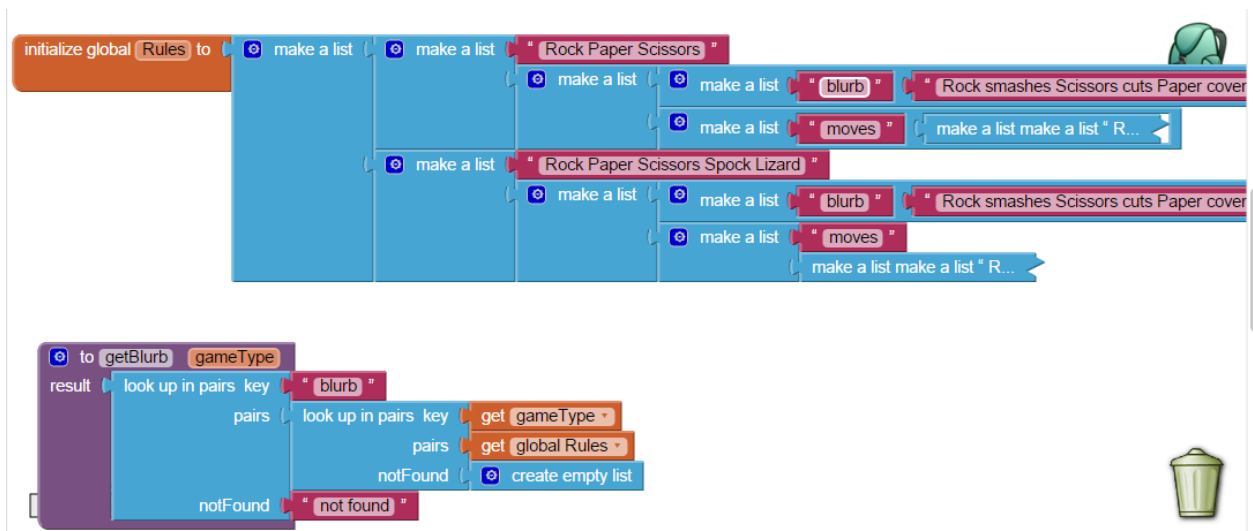 initialize global Rules to make a list make a list " Rock Paper Scissors "
make a list make a list " blurb " " Rock smashes Scissors cuts Paper cover
make a list " moves " make a list make a list " R...
make a list " Rock Paper Scissors Spock Lizard "
make a list make a list " blurb " " Rock smashes Scissors cuts Paper cover
make a list " moves "
make a list make a list " R...
to getBlurb gameType
result look up in pairs key " blurb "
pairs look up in pairs key get gameType
pairs get global Rules
notFound create empty list
notFound " not found "